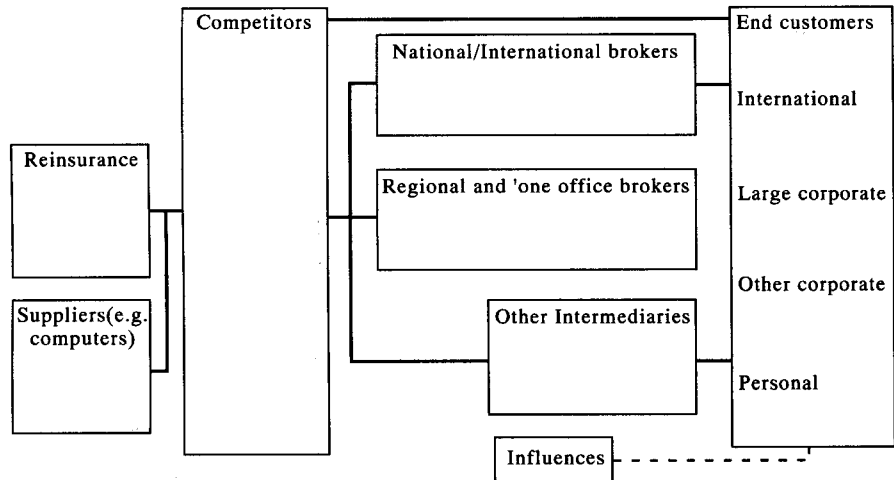 Competitors
End customers
National/International brokers
International
Reinsurance
Regional and 'one office brokers
Large corporate
Other corporate
Suppliers(e.g.
computers)
Other Intermediaries
Personal
Influences